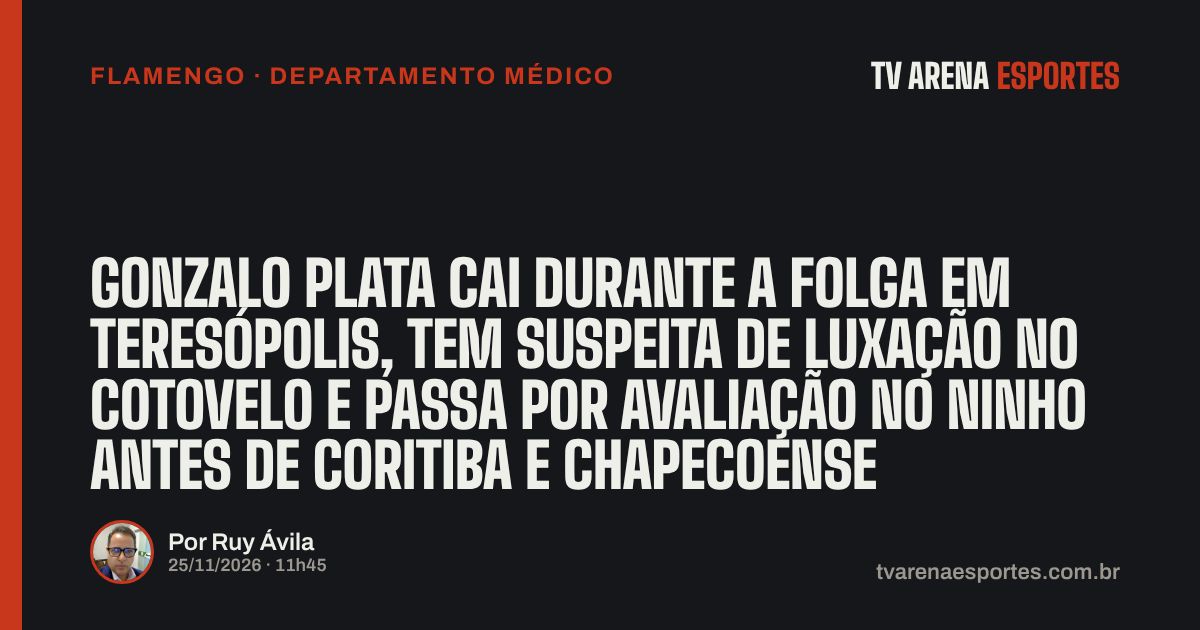 FLAMENGO · DEPARTAMENTO MÉDICO
TV ARENA ESPORTES
GONZALO PLATA CAI DURANTE A FOLGA EM
TERESÓPOLIS, TEM SUSPEITA DE LUXAÇÃO NO
COTOVELO E PASSA POR AVALIAÇÃO NO NINHO
ANTES DE CORITIBA E CHAPECOENSE
Por Ruy Ávila
25/11/2026 · 11h45
tvarenaesportes.com.br